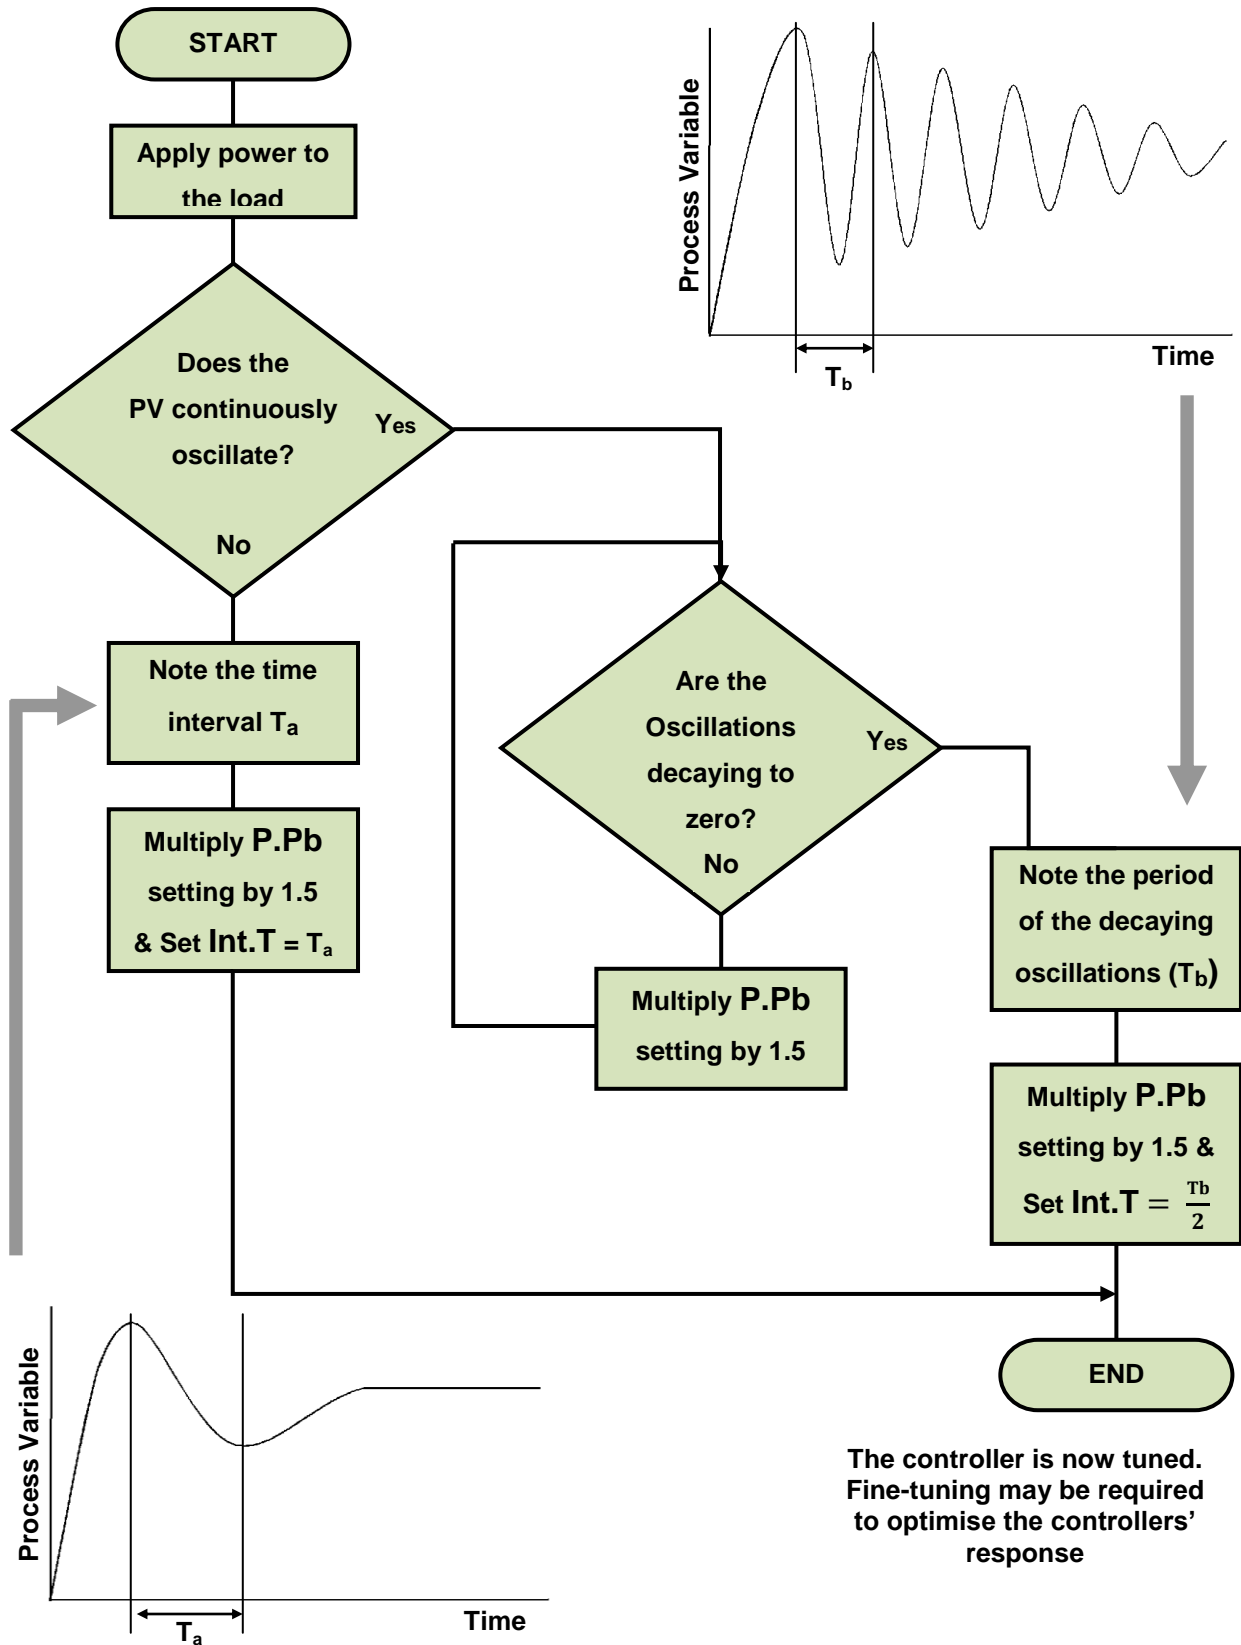 START
Apply power to
the load
Does the
PV continuously
oscillate?
Yes
No
Note the time
interval Ta
Multiply P.Pb
setting by 1.5
& Set Int.T = Ta
Process Variable
Time
Tb
Are the
Oscillations
decaying to
zero?
Yes
No
Multiply P.Pb
setting by 1.5
Note the period
of the decaying
oscillations (Tb)
Multiply P.Pb
setting by 1.5 &
Set Int.T = Tb/2
END
The controller is now tuned.
Fine-tuning may be required
to optimise the controllers’
response
Process Variable
Time
Ta